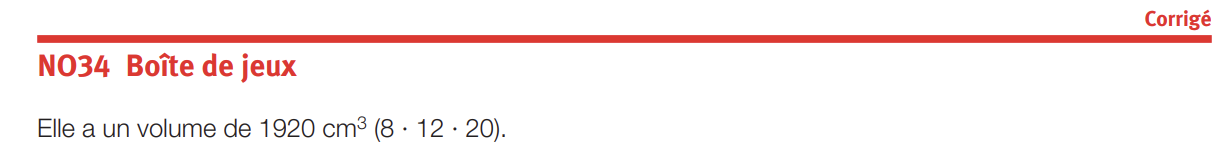 Corrigé
NO34 Boîte de jeux
Elle a un volume de 1920 cm³ (8 · 12 · 20).